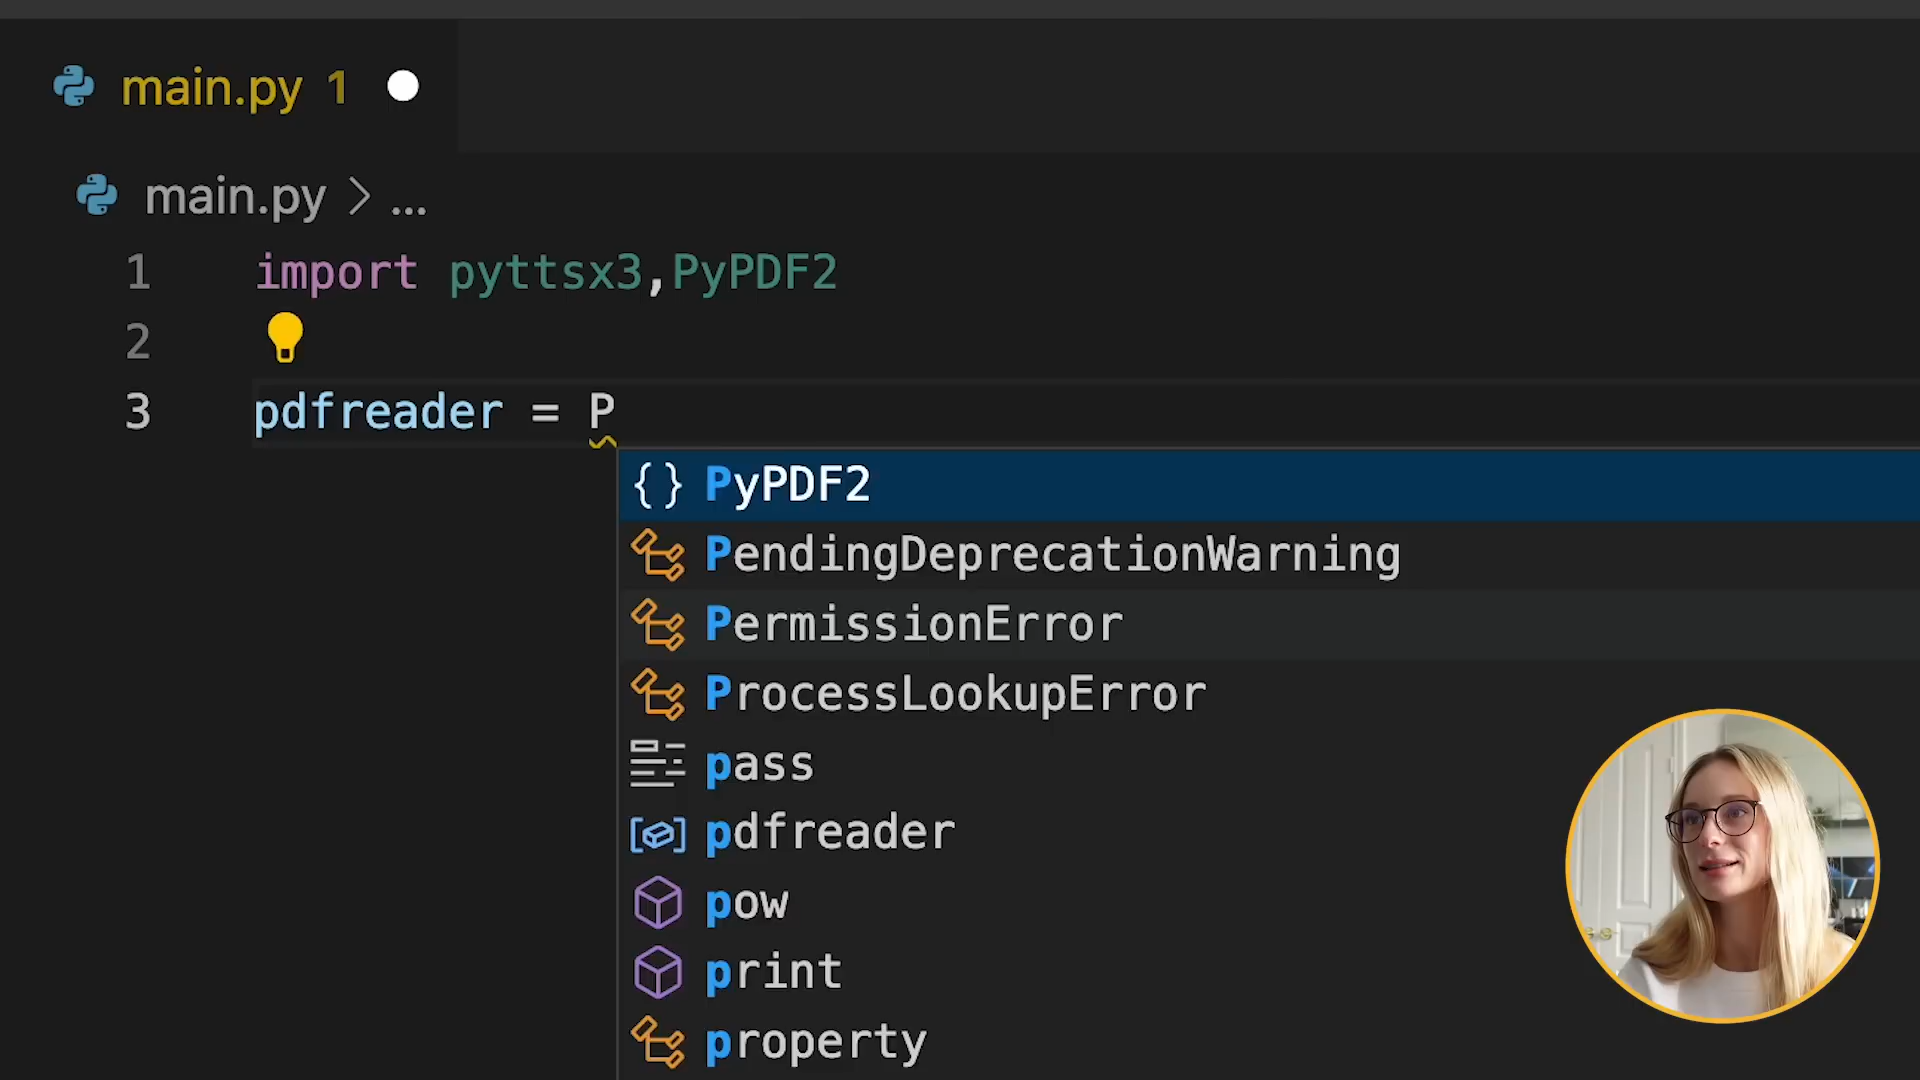 main.py 1
main.py > ...
1 import pyttsx3,PyPDF2
2
3 pdfreader = P
{} PyPDF2
PendingDeprecationWarning
PermissionError
ProcessLookupError
pass
pdfreader
pow
print
property